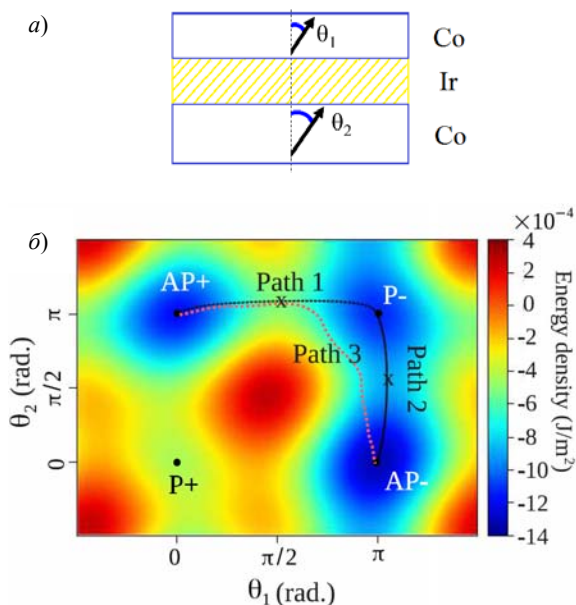 а)
θ1
Co
Ir
θ2
Co
б)
×10⁻⁴
AP+
Path 1
P-
Path 3
Path 2
P+
AP-
π
π/2
0
θ2 (rad.)
0
π/2
π
θ1 (rad.)
4
2
0
-2
-4
-6
-8
-10
-12
-14
Energy density (J/m²)